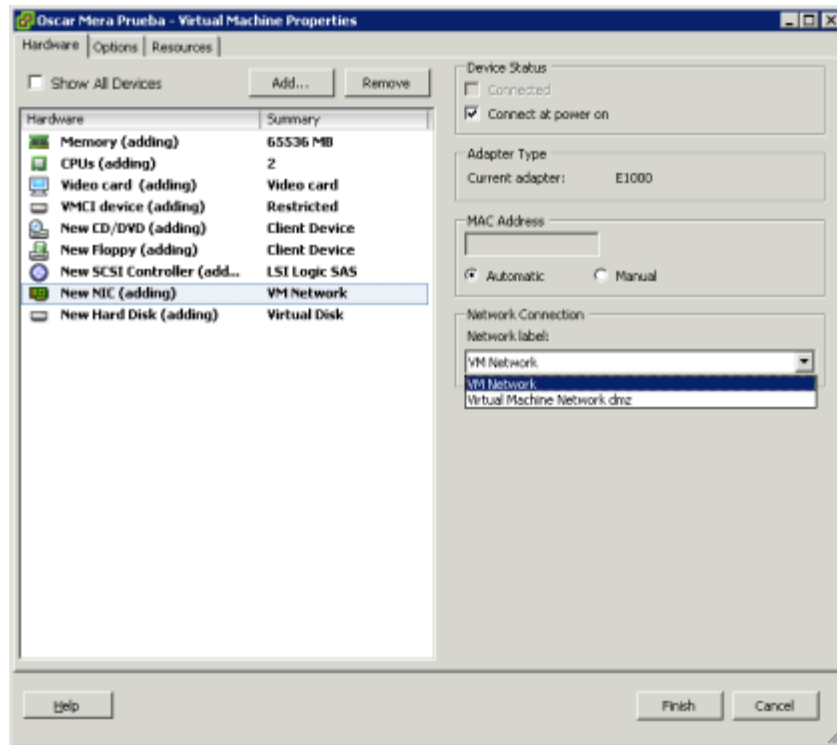 Oscar Mera Prueba - Virtual Machine Properties
Hardware Options Resources
Show All Devices Add... Remove
Hardware Summary
Memory (adding) 65536 MB
CPUs (adding) 2
Video card (adding) Video card
VMCI device (adding) Restricted
New CD/DVD (adding) Client Device
New Floppy (adding) Client Device
New SCSI Controller (add... LSI Logic SAS
New NIC (adding) VM Network
New Hard Disk (adding) Virtual Disk
Device Status
Connected
Connect at power on
Adapter Type
Current adapter: E1000
MAC Address
Automatic Manual
Network Connection
Network label:
VM Network
VM Network
Virtual Machine Network dmz
Help Finish Cancel